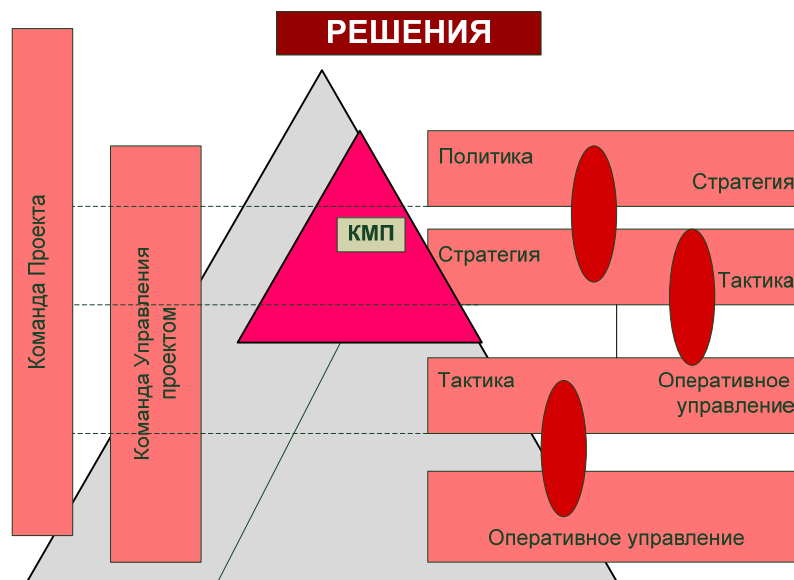 РЕШЕНИЯ
Команда Проекта
Команда Управления
проектом
КМП
Политика
Стратегия
Стратегия
Тактика
Тактика
Оперативное
управление
Оперативное управление